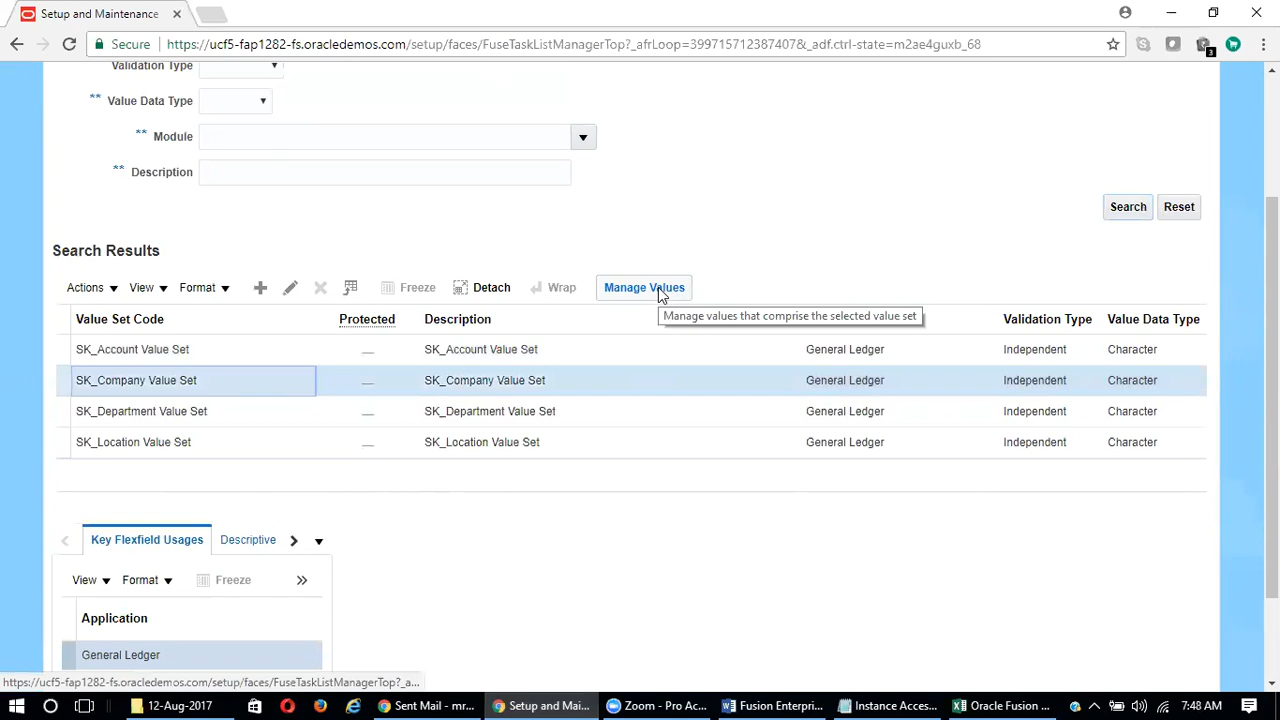 Setup and Maintenance
Secure https://ucf5-fap1282-fs.oracledemos.com/setup/faces/FuseTaskListManagerTop?_afrLoop=399715712387407&_adf.ctrl-state=m2ae4guxb_68
3
Validation Type
** Value Data Type
** Module
** Description
Search Reset
Search Results
Actions View Format Freeze Detach Wrap Manage Values
Manage values that comprise the selected value set
Value Set Code Protected Description Validation Type Value Data Type
SK_Account Value Set — SK_Account Value Set General Ledger Independent Character
SK_Company Value Set — SK_Company Value Set General Ledger Independent Character
SK_Department Value Set — SK_Department Value Set General Ledger Independent Character
SK_Location Value Set — SK_Location Value Set General Ledger Independent Character
Key Flexfield Usages Descriptive
View Format Freeze »
Application
General Ledger
https://ucf5-fap1282-fs.oracledemos.com/setup/faces/FuseTaskListManagerTop?_a...
12-Aug-2017 Sent Mail - mr... Setup and Mai... Zoom - Pro Ac... Fusion Enterpri... Instance Acces... Oracle Fusion ... 7:48 AM